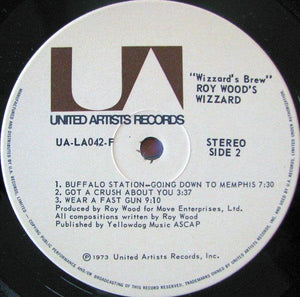 UA
UNITED ARTISTS RECORDS
"Wizzard's Brew"
ROY WOOD'S
WIZZARD
UA-LA042-F
STEREO
SIDE 2
1. BUFFALO STATION—GOING DOWN TO MEMPHIS 7:30
2. GOT A CRUSH ABOUT YOU 3:37
3. WEAR A FAST GUN 9:10
Produced by Roy Wood for Move Enterprises, Ltd.
All compositions written by Roy Wood
Published by Yellowdog Music ASCAP
©1973 United Artists Records, Inc.